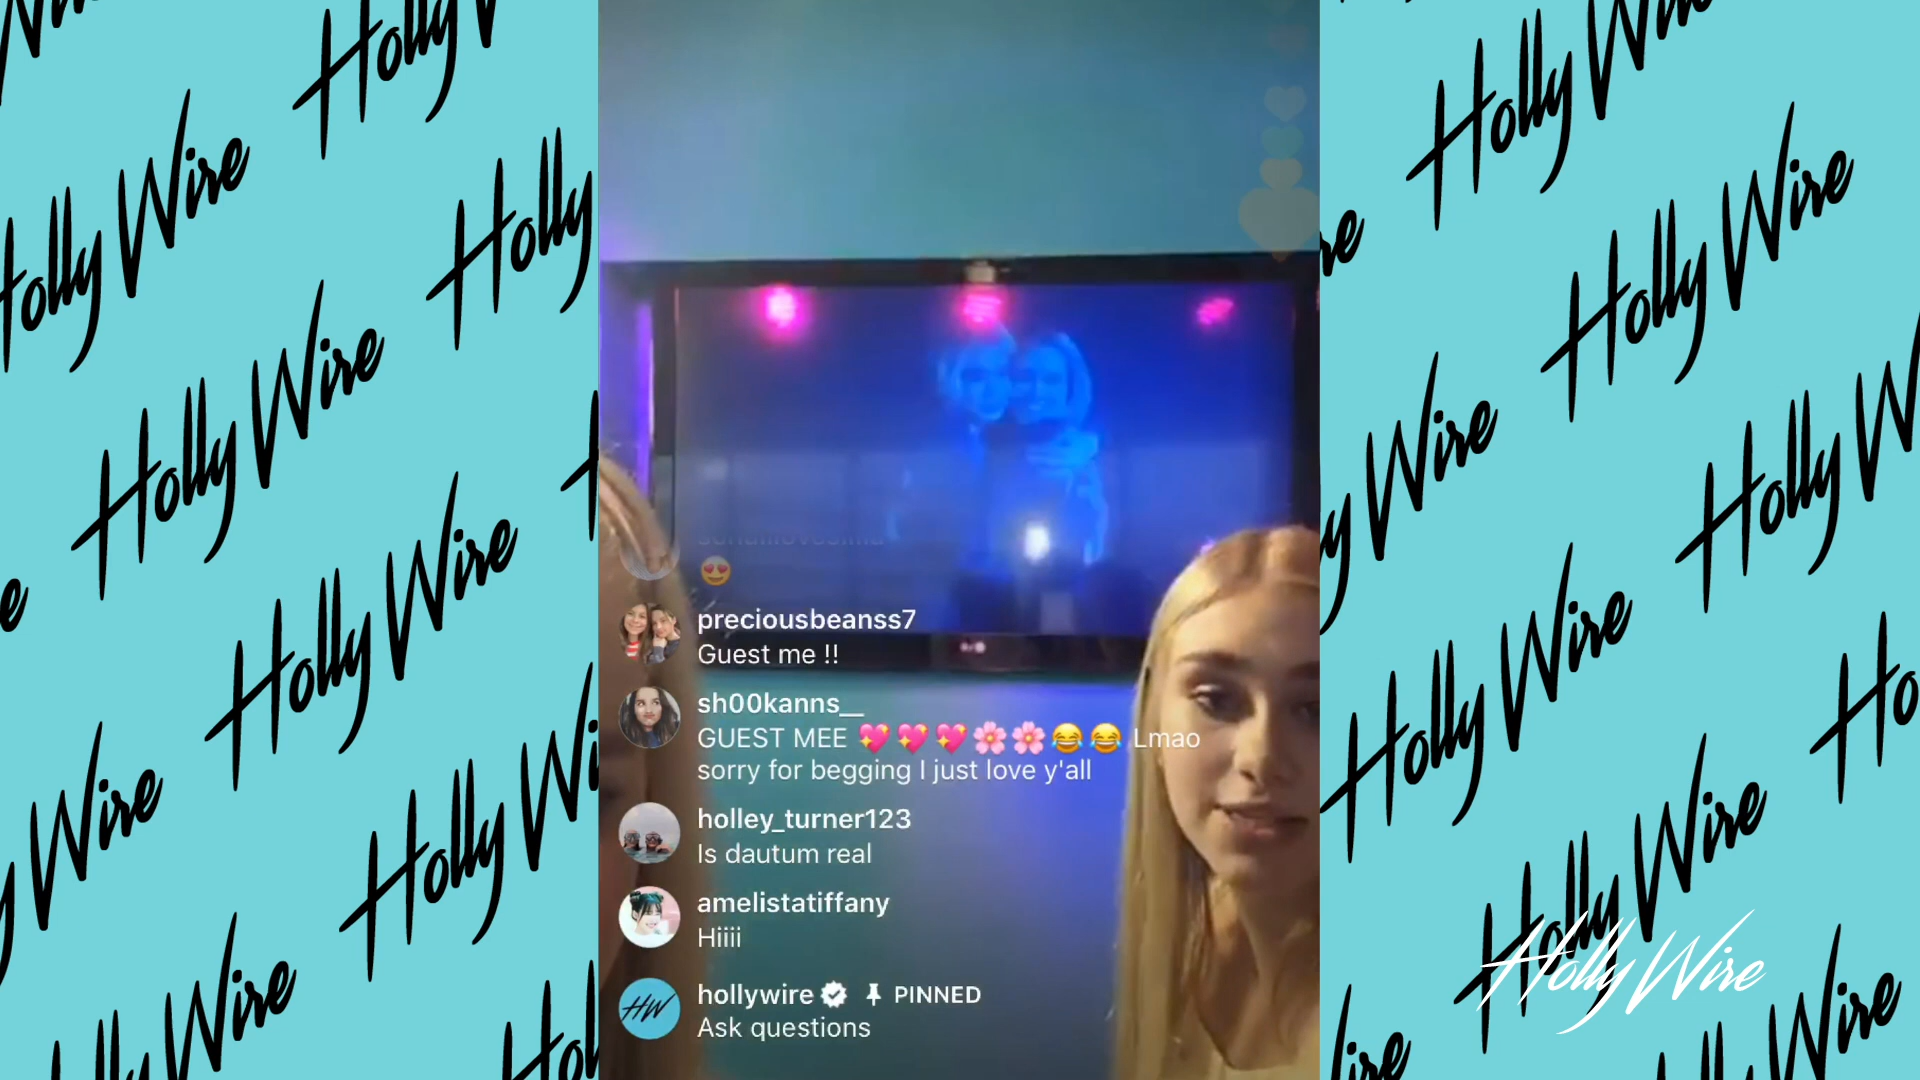 Holly Wire
😍
preciousbeanss7
Guest me !!
sh00kanns__
GUEST MEE 💖💖💖🌸🌸😂😂 Lmao
sorry for begging I just love y'all
holley_turner123
Is dautum real
amelistatiffany
Hiiii
HW
hollywire PINNED
Ask questions
Holly Wire